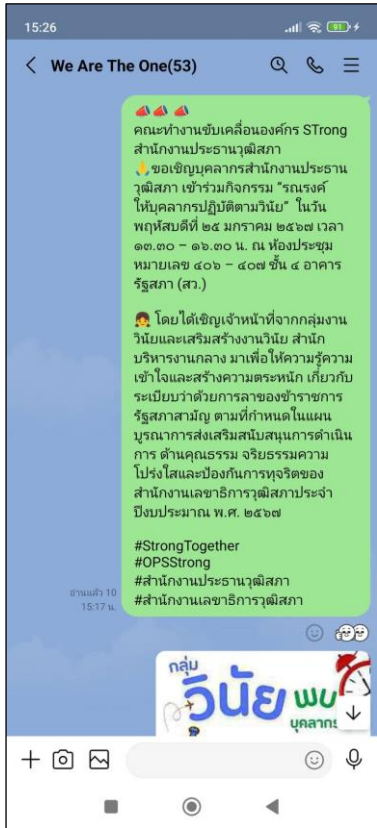 15:26
91
We Are The One(53)
คณะทำงานขับเคลื่อนองค์กร STrong
สำนักงานประธานวุฒิสภา
ขอเชิญบุคลากรสำนักงานประธาน
วุฒิสภา เข้าร่วมกิจกรรม "รณรงค์
ให้บุคลากรปฏิบัติตามวินัย" ในวัน
พฤหัสบดีที่ ๒๕ มกราคม ๒๕๖๗ เวลา
๑๓.๓๐ – ๑๖.๓๐ น. ณ ห้องประชุม
หมายเลข ๔๐๖ – ๔๐๗ ชั้น ๔ อาคาร
รัฐสภา (สว.)
โดยได้เชิญเจ้าหน้าที่จากกลุ่มงาน
วินัยและเสริมสร้างงานวินัย สำนัก
บริหารงานกลาง มาเพื่อให้ความรู้ความ
เข้าใจและสร้างความตระหนัก เกี่ยวกับ
ระเบียบว่าด้วยการลาของข้าราชการ
รัฐสภาสามัญ ตามที่กำหนดในแผน
บูรณาการส่งเสริมสนับสนุนการดำเนิน
การ ด้านคุณธรรม จริยธรรมความ
โปร่งใสและป้องกันการทุจริตของ
สำนักงานเลขาธิการวุฒิสภาประจำ
ปีงบประมาณ พ.ศ. ๒๕๖๗
#StrongTogether
#OPSStrong
#สำนักงานประธานวุฒิสภา
#สำนักงานเลขาธิการวุฒิสภา
อ่านแล้ว 10
15:17 น.
กลุ่ม
วินัย พบ